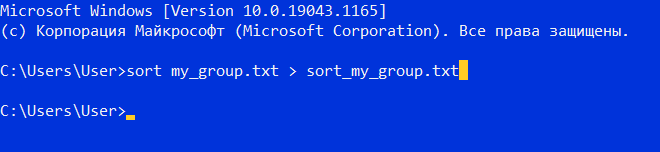 Microsoft Windows [Version 10.0.19043.1165]
(c) Корпорация Майкрософт (Microsoft Corporation). Все права защищены.
C:\Users\User>sort my_group.txt > sort_my_group.txt
C:\Users\User>